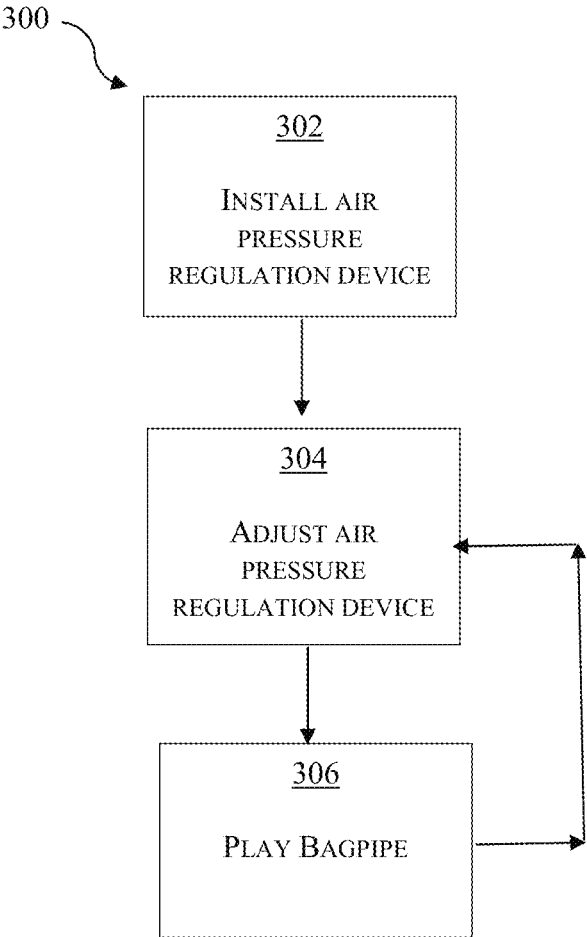 300
302
INSTALL AIR
PRESSURE
REGULATION DEVICE
304
ADJUST AIR
PRESSURE
REGULATION DEVICE
306
PLAY BAGPIPE